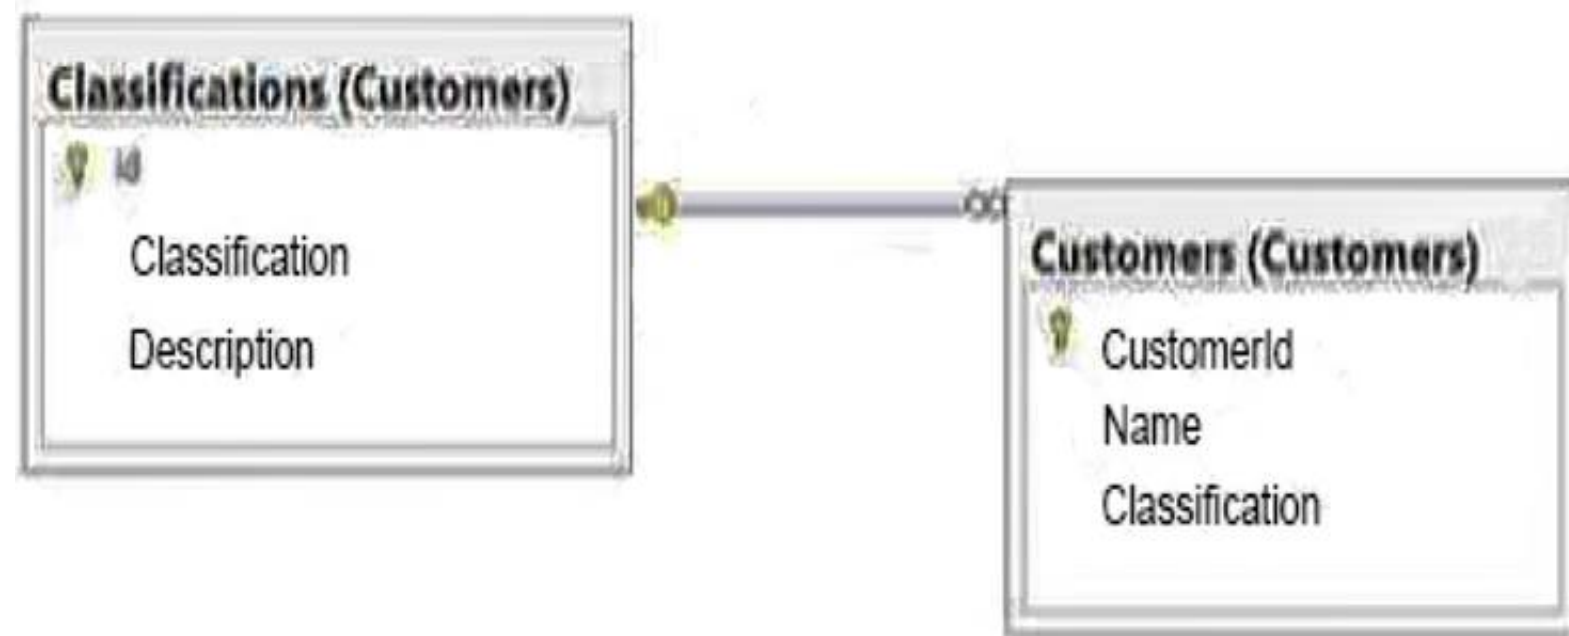 Classifications (Customers)
Id
Classification
Description
Customers (Customers)
CustomerId
Name
Classification